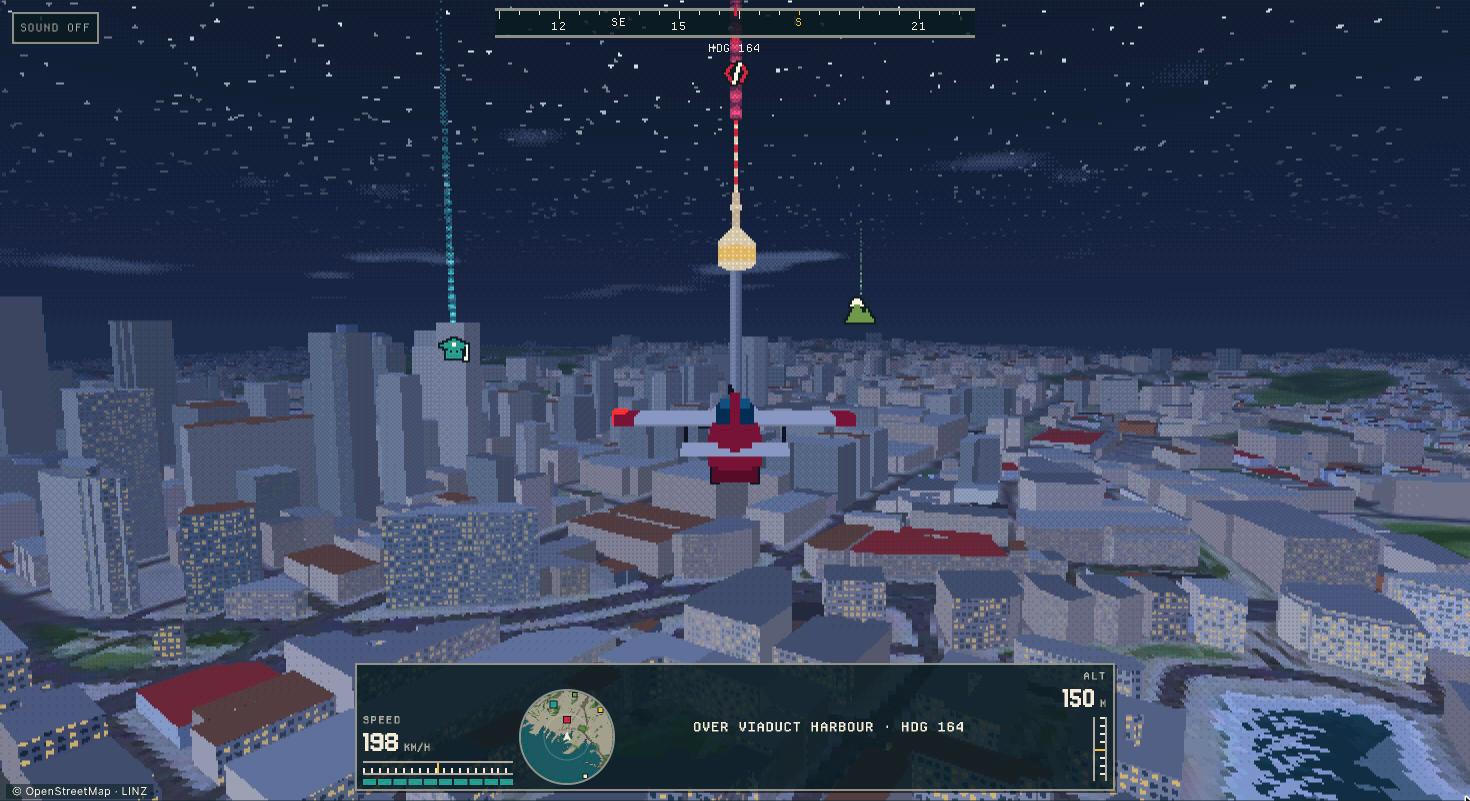 SOUND OFF
12 SE 15 S 21
HDG 164
SPEED
198 KM/H
OVER VIADUCT HARBOUR · HDG 164
ALT
150 M
© OpenStreetMap · LINZ